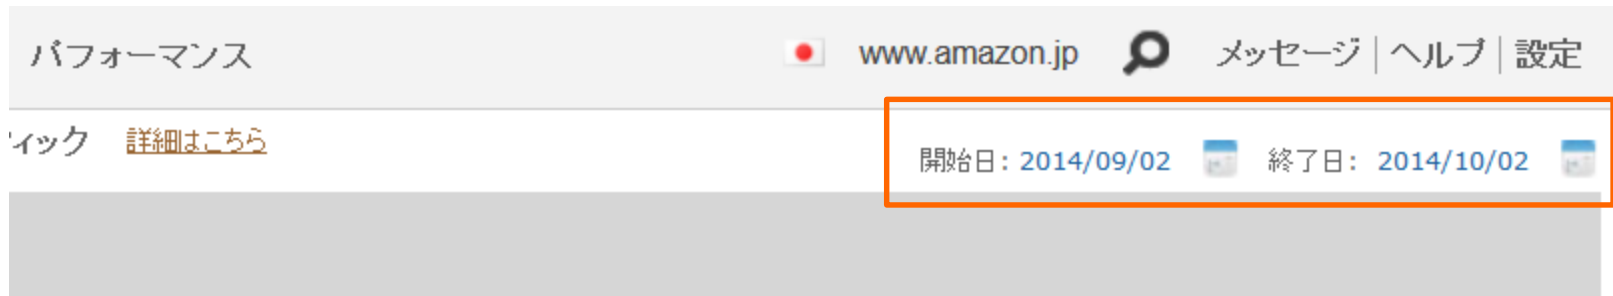 パフォーマンス www.amazon.jp メッセージ | ヘルプ | 設定
ィック 詳細はこちら
開始日: 2014/09/02 終了日: 2014/10/02